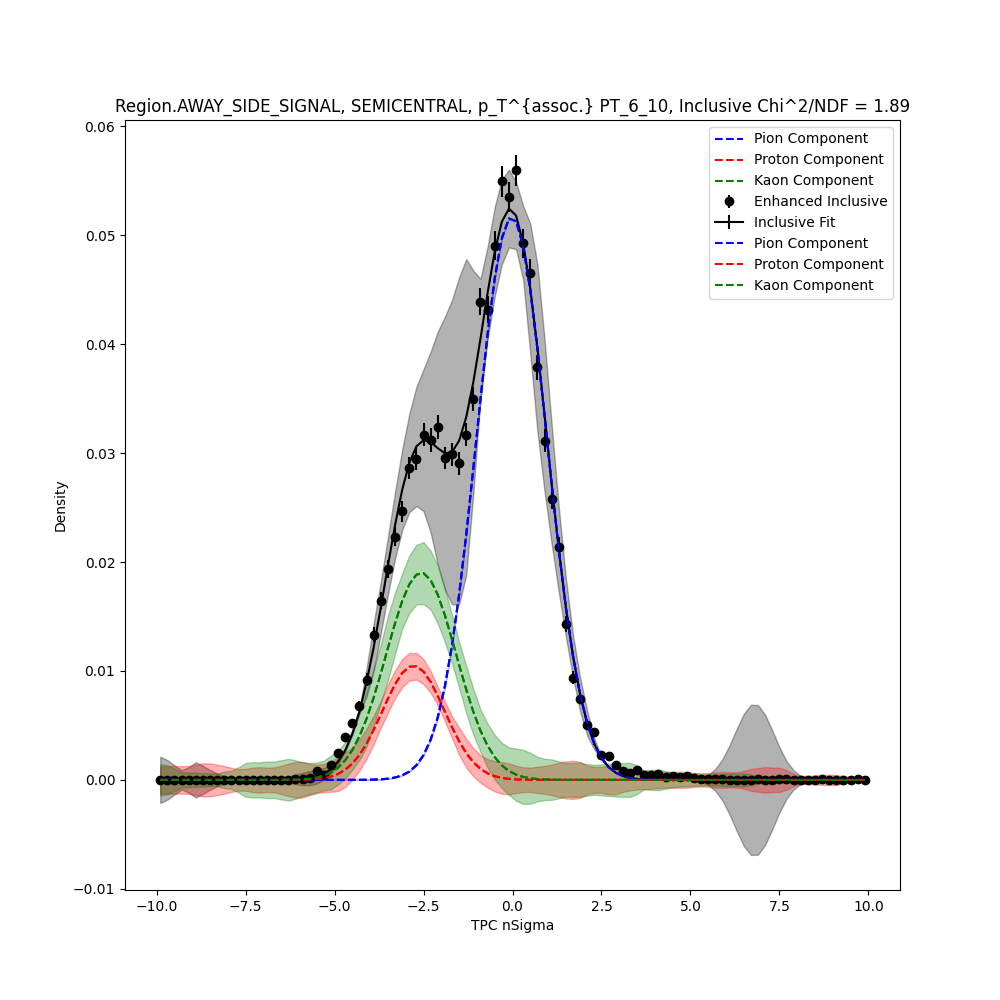 Region.AWAY_SIDE_SIGNAL, SEMICENTRAL, p_T^{assoc.} PT_6_10, Inclusive Chi^2/NDF = 1.89
Pion Component
Proton Component
Kaon Component
Enhanced Inclusive
Inclusive Fit
Pion Component
Proton Component
Kaon Component
0.06
0.05
0.04
0.03
0.02
0.01
0.00
−0.01
Density
−10.0 −7.5 −5.0 −2.5 0.0 2.5 5.0 7.5 10.0
TPC nSigma